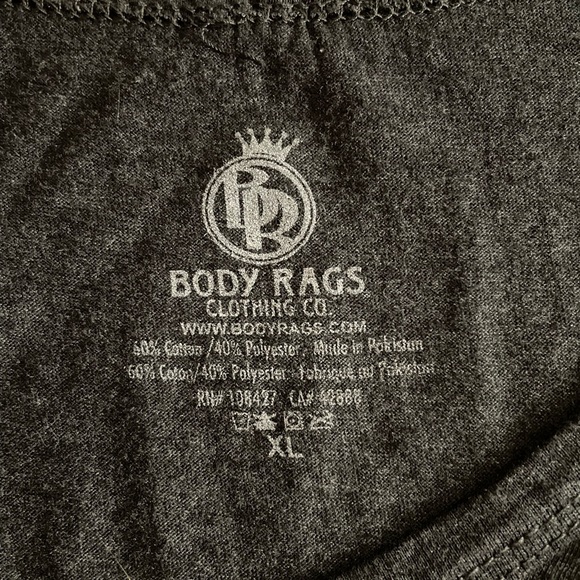 BR
BODY RAGS
CLOTHING CO.
WWW.BODYRAGS.COM
60% Cotton /40% Polyester, Made in Pakistan
60% Coton/40% Polyester - Fabriqué au Pakistan
RN# 108427 CA# 42888
XL